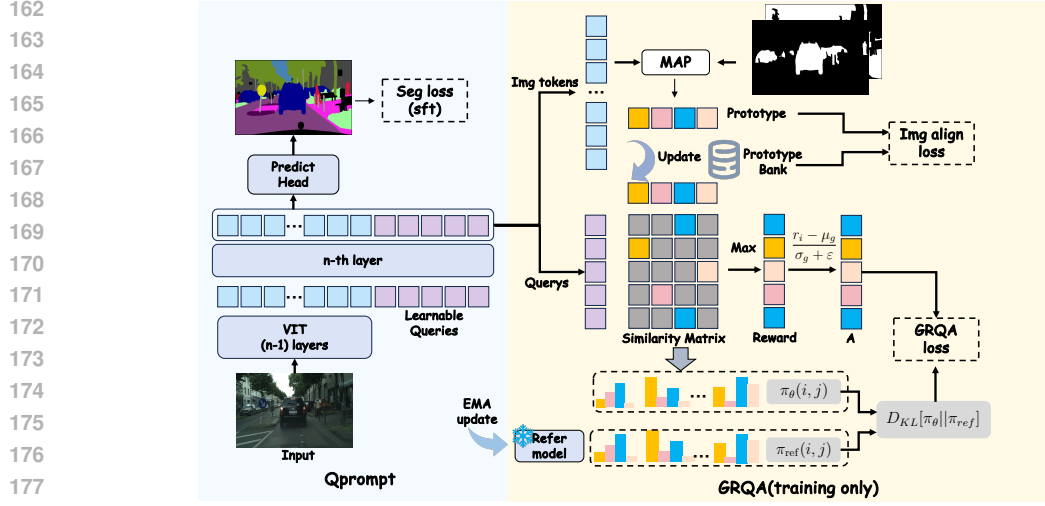 162
163
164
165
166
167
168
169
170
171
172
173
174
175
176
177
Seg loss
(sft)
Predict
Head
...
n-th layer
...
Learnable
Queries
VIT
(n-1) layers
Input
Qprompt
Img tokens
...
MAP
Prototype
Update
Prototype
Bank
Img align
loss
Querys
Max
r_i − μ_g
σ_g + ε
Similarity Matrix
Reward
A
GRQA
loss
...
π_θ(i, j)
D_KL[π_θ||π_ref]
EMA
update
Refer
model
...
π_ref(i, j)
GRQA(training only)